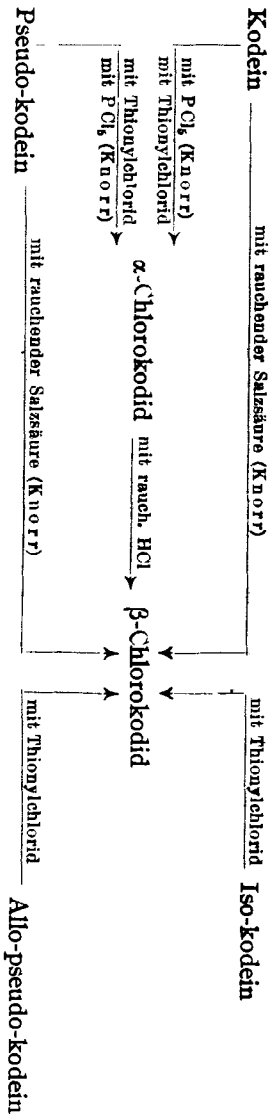 Kodein
mit rauchender Salzsäure (Knorr)
mit Thionylchlorid
Iso-kodein
mit PCl₅ (Knorr)
mit Thionylchlorid
α-Chlorokodid
mit rauch. HCl
β-Chlorokodid
mit Thionylchlorid
mit PCl₅ (Knorr)
Pseudo-kodein
mit rauchender Salzsäure (Knorr)
mit Thionylchlorid
Allo-pseudo-kodein